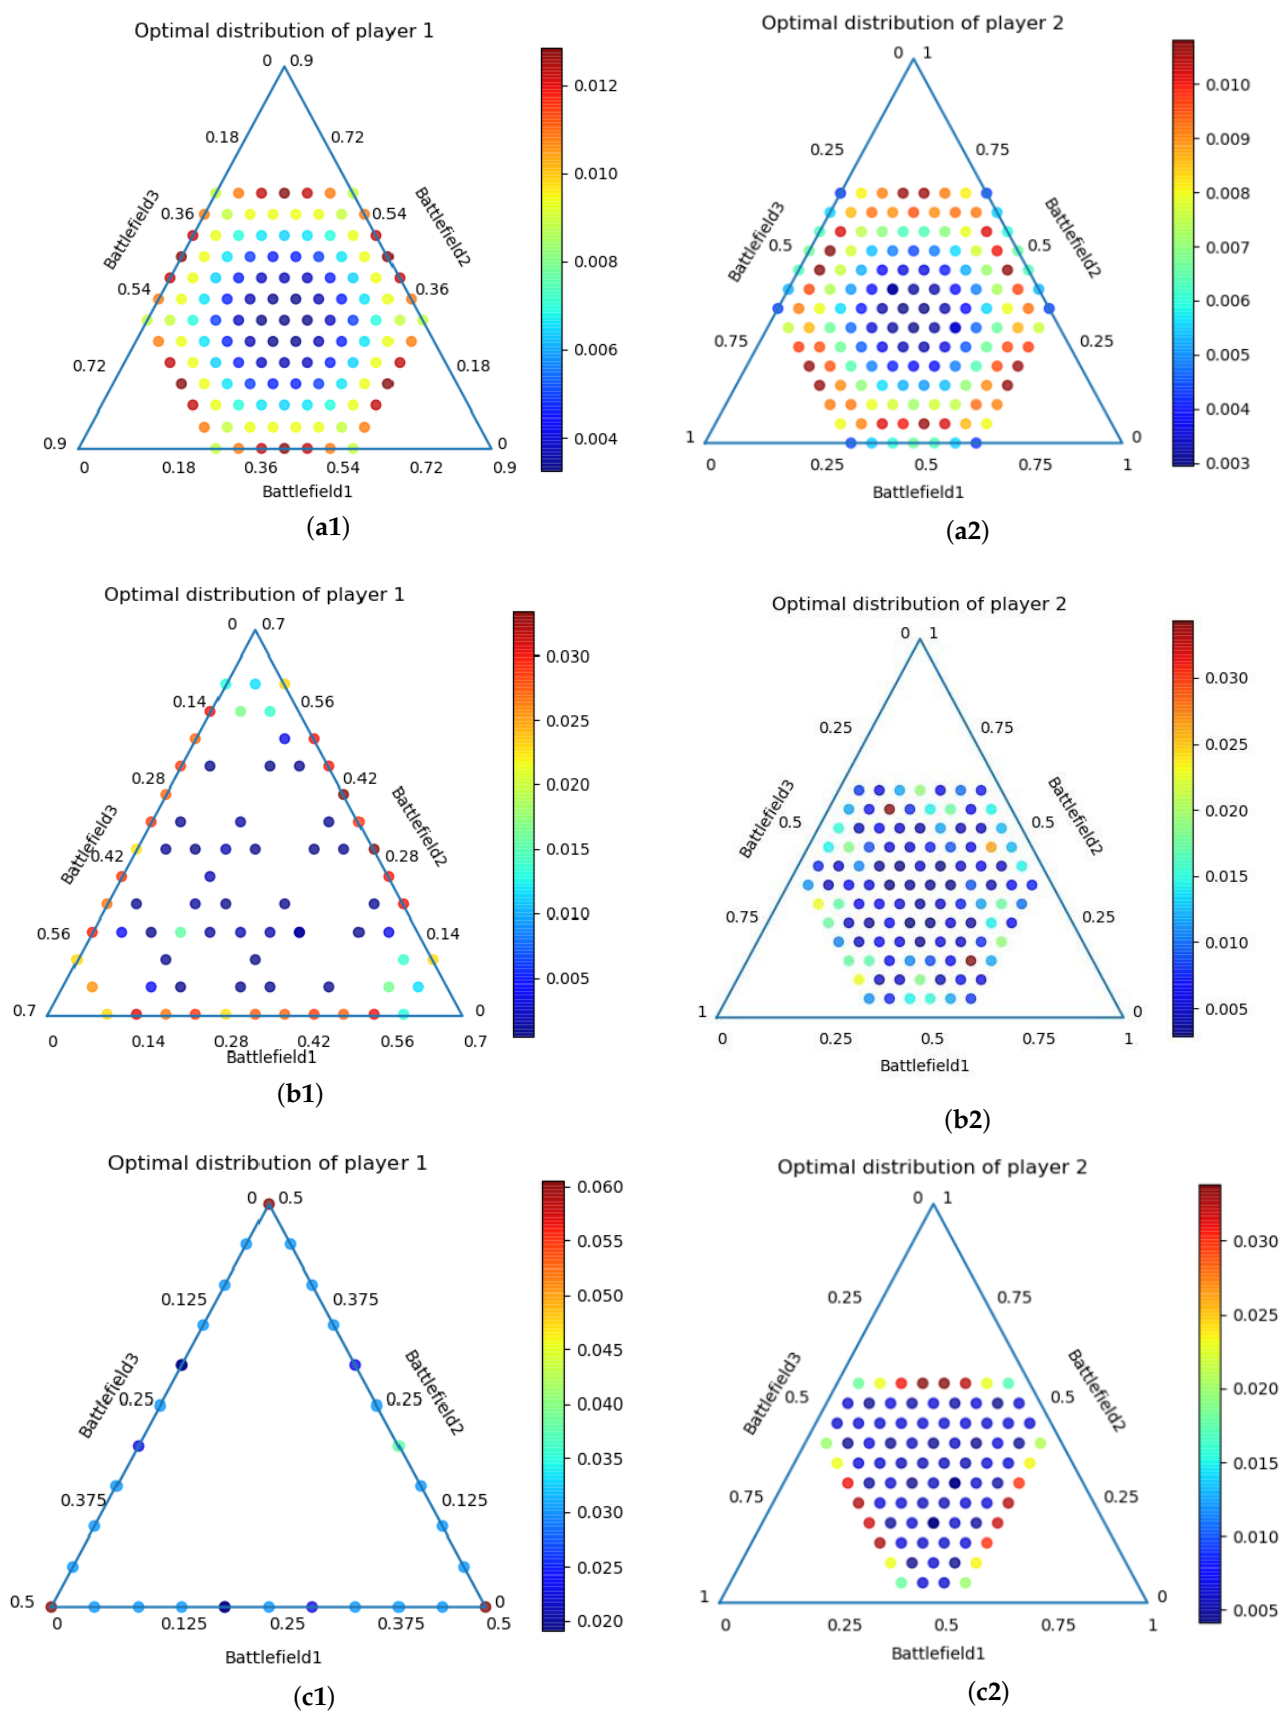 Optimal distribution of player 1
0 0.9
0.18 0.72
0.36 0.54
0.54 0.36
0.72 0.18
0.9 0
0 0.18 0.36 0.54 0.72 0.9
Battlefield3
Battlefield2
Battlefield1
0.012
0.010
0.008
0.006
0.004
(a1)
Optimal distribution of player 2
0 1
0.25 0.75
0.5 0.5
0.75 0.25
1 0
0 0.25 0.5 0.75 1
Battlefield3
Battlefield2
Battlefield1
0.010
0.009
0.008
0.007
0.006
0.005
0.004
0.003
(a2)
Optimal distribution of player 1
0 0.7
0.14 0.56
0.28 0.42
0.42 0.28
0.56 0.14
0.7 0
0 0.14 0.28 0.42 0.56 0.7
Battlefield3
Battlefield2
Battlefield1
0.030
0.025
0.020
0.015
0.010
0.005
(b1)
Optimal distribution of player 2
0 1
0.25 0.75
0.5 0.5
0.75 0.25
1 0
0 0.25 0.5 0.75 1
Battlefield3
Battlefield2
Battlefield1
0.030
0.025
0.020
0.015
0.010
0.005
(b2)
Optimal distribution of player 1
0 0.5
0.125 0.375
0.25 0.25
0.375 0.125
0.5 0
0 0.125 0.25 0.375 0.5
Battlefield3
Battlefield2
Battlefield1
0.060
0.055
0.050
0.045
0.040
0.035
0.030
0.025
0.020
(c1)
Optimal distribution of player 2
0 1
0.25 0.75
0.5 0.5
0.75 0.25
1 0
0 0.25 0.5 0.75 1
Battlefield3
Battlefield2
Battlefield1
0.030
0.025
0.020
0.015
0.010
0.005
(c2)